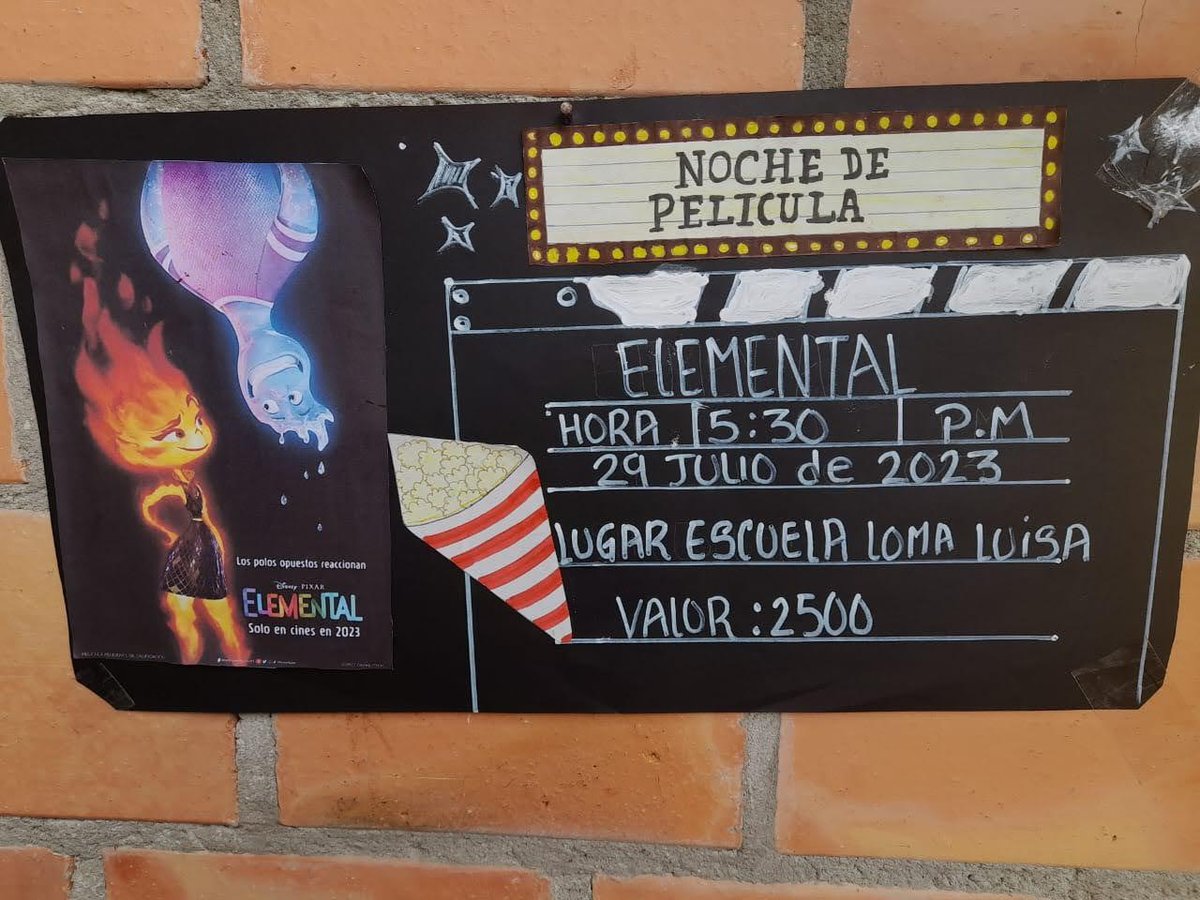 NOCHE DE
PELICULA
ELEMENTAL
HORA 5:30 P.M
29 JULIO de 2023
LUGAR ESCUELA LOMA LUISA
VALOR : 2500
Los polos opuestos reaccionan
Disney · PIXAR
ELEMENTAL
Solo en cines en 2023